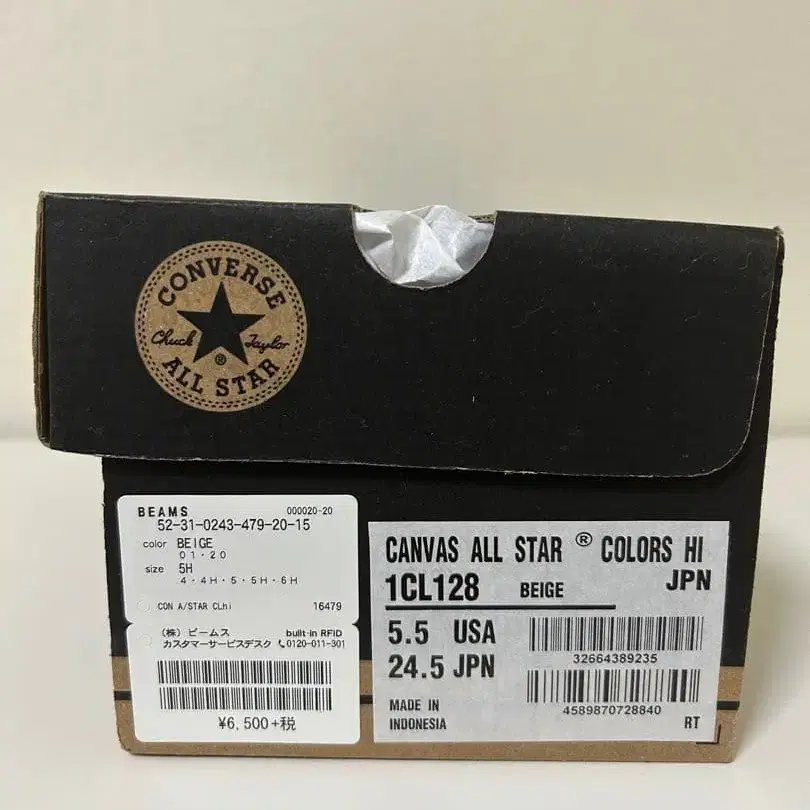 CONVERSE
Chuck Taylor
®
ALL STAR
BEAMS 000020-20
52-31-0243-479-20-15
color BEIGE
01・20
size 5H
4・4H・5・5H・6H
CON A/STAR CLhi 16479
(株)ビームス built-in RFID
カスタマーサービスデスク 0120-011-301
¥6,500+税
CANVAS ALL STAR ® COLORS HI
1CL128 BEIGE JPN
5.5 USA
32664389235
24.5 JPN
4589870728840
MADE IN
INDONESIA
RT